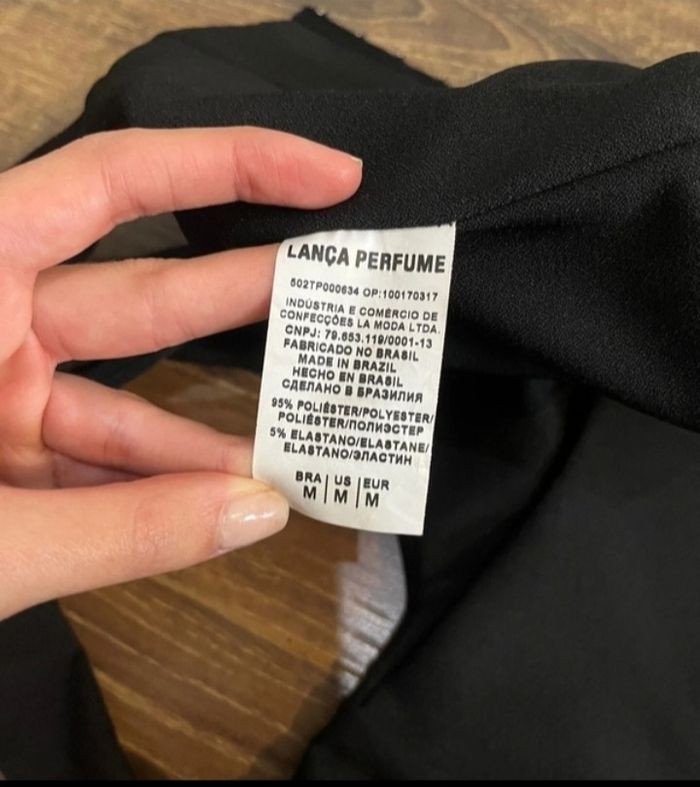 LANÇA PERFUME
502TP000634 OP:100170317
INDÚSTRIA E COMÉRCIO DE
CONFECÇÕES LA MODA LTDA.
CNPJ: 79.653.119/0001-13
FABRICADO NO BRASIL
MADE IN BRAZIL
HECHO EN BRASIL
СДЕЛАНО В БРАЗИЛИЯ
95% POLIÉSTER/POLYESTER/
POLIÉSTER/ПОЛИЭСТЕР
5% ELASTANO/ELASTANE/
ELASTANO/ЭЛАСТИН
BRA | US | EUR
M | M | M